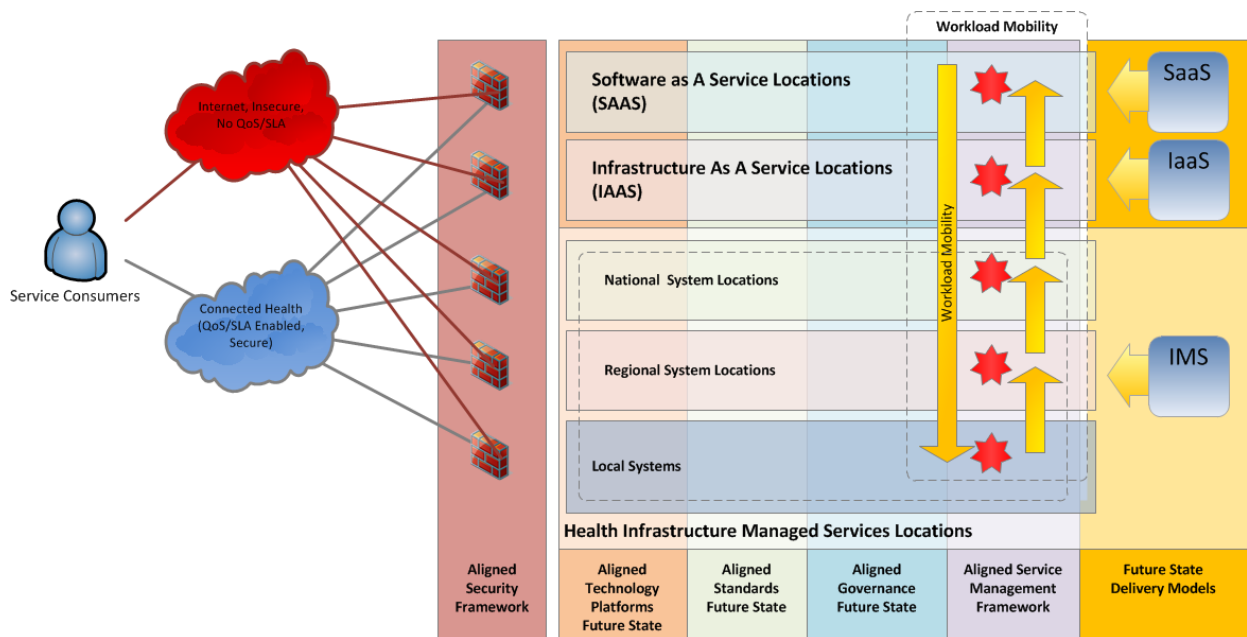 Workload Mobility
Software as A Service Locations
(SAAS)
SaaS
Internet, Insecure,
No QoS/SLA
Infrastructure As A Service Locations
(IAAS)
IaaS
Workload Mobility
Service Consumers
National System Locations
Connected Health
(QoS/SLA Enabled,
Secure)
Regional System Locations
IMS
Local Systems
Health Infrastructure Managed Services Locations
Aligned
Security
Framework
Aligned
Technology
Platforms
Future State
Aligned
Standards
Future State
Aligned
Governance
Future State
Aligned Service
Management
Framework
Future State
Delivery Models